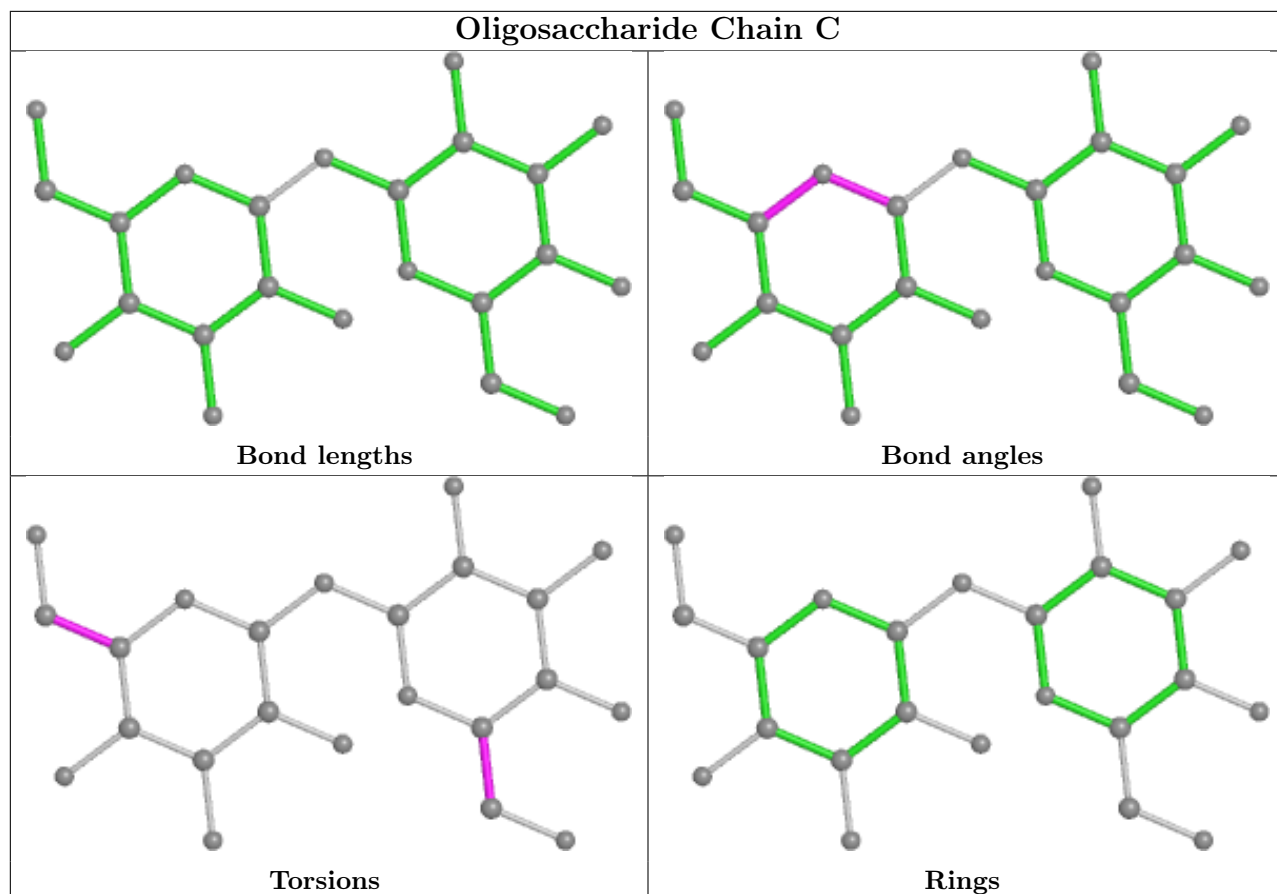 Oligosaccharide Chain C
Bond lengths
Bond angles
Torsions
Rings